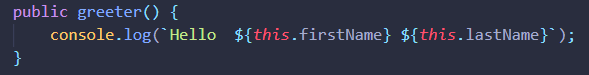 public greeter() {
    console.log(`Hello  ${this.firstName} ${this.lastName}`);
}